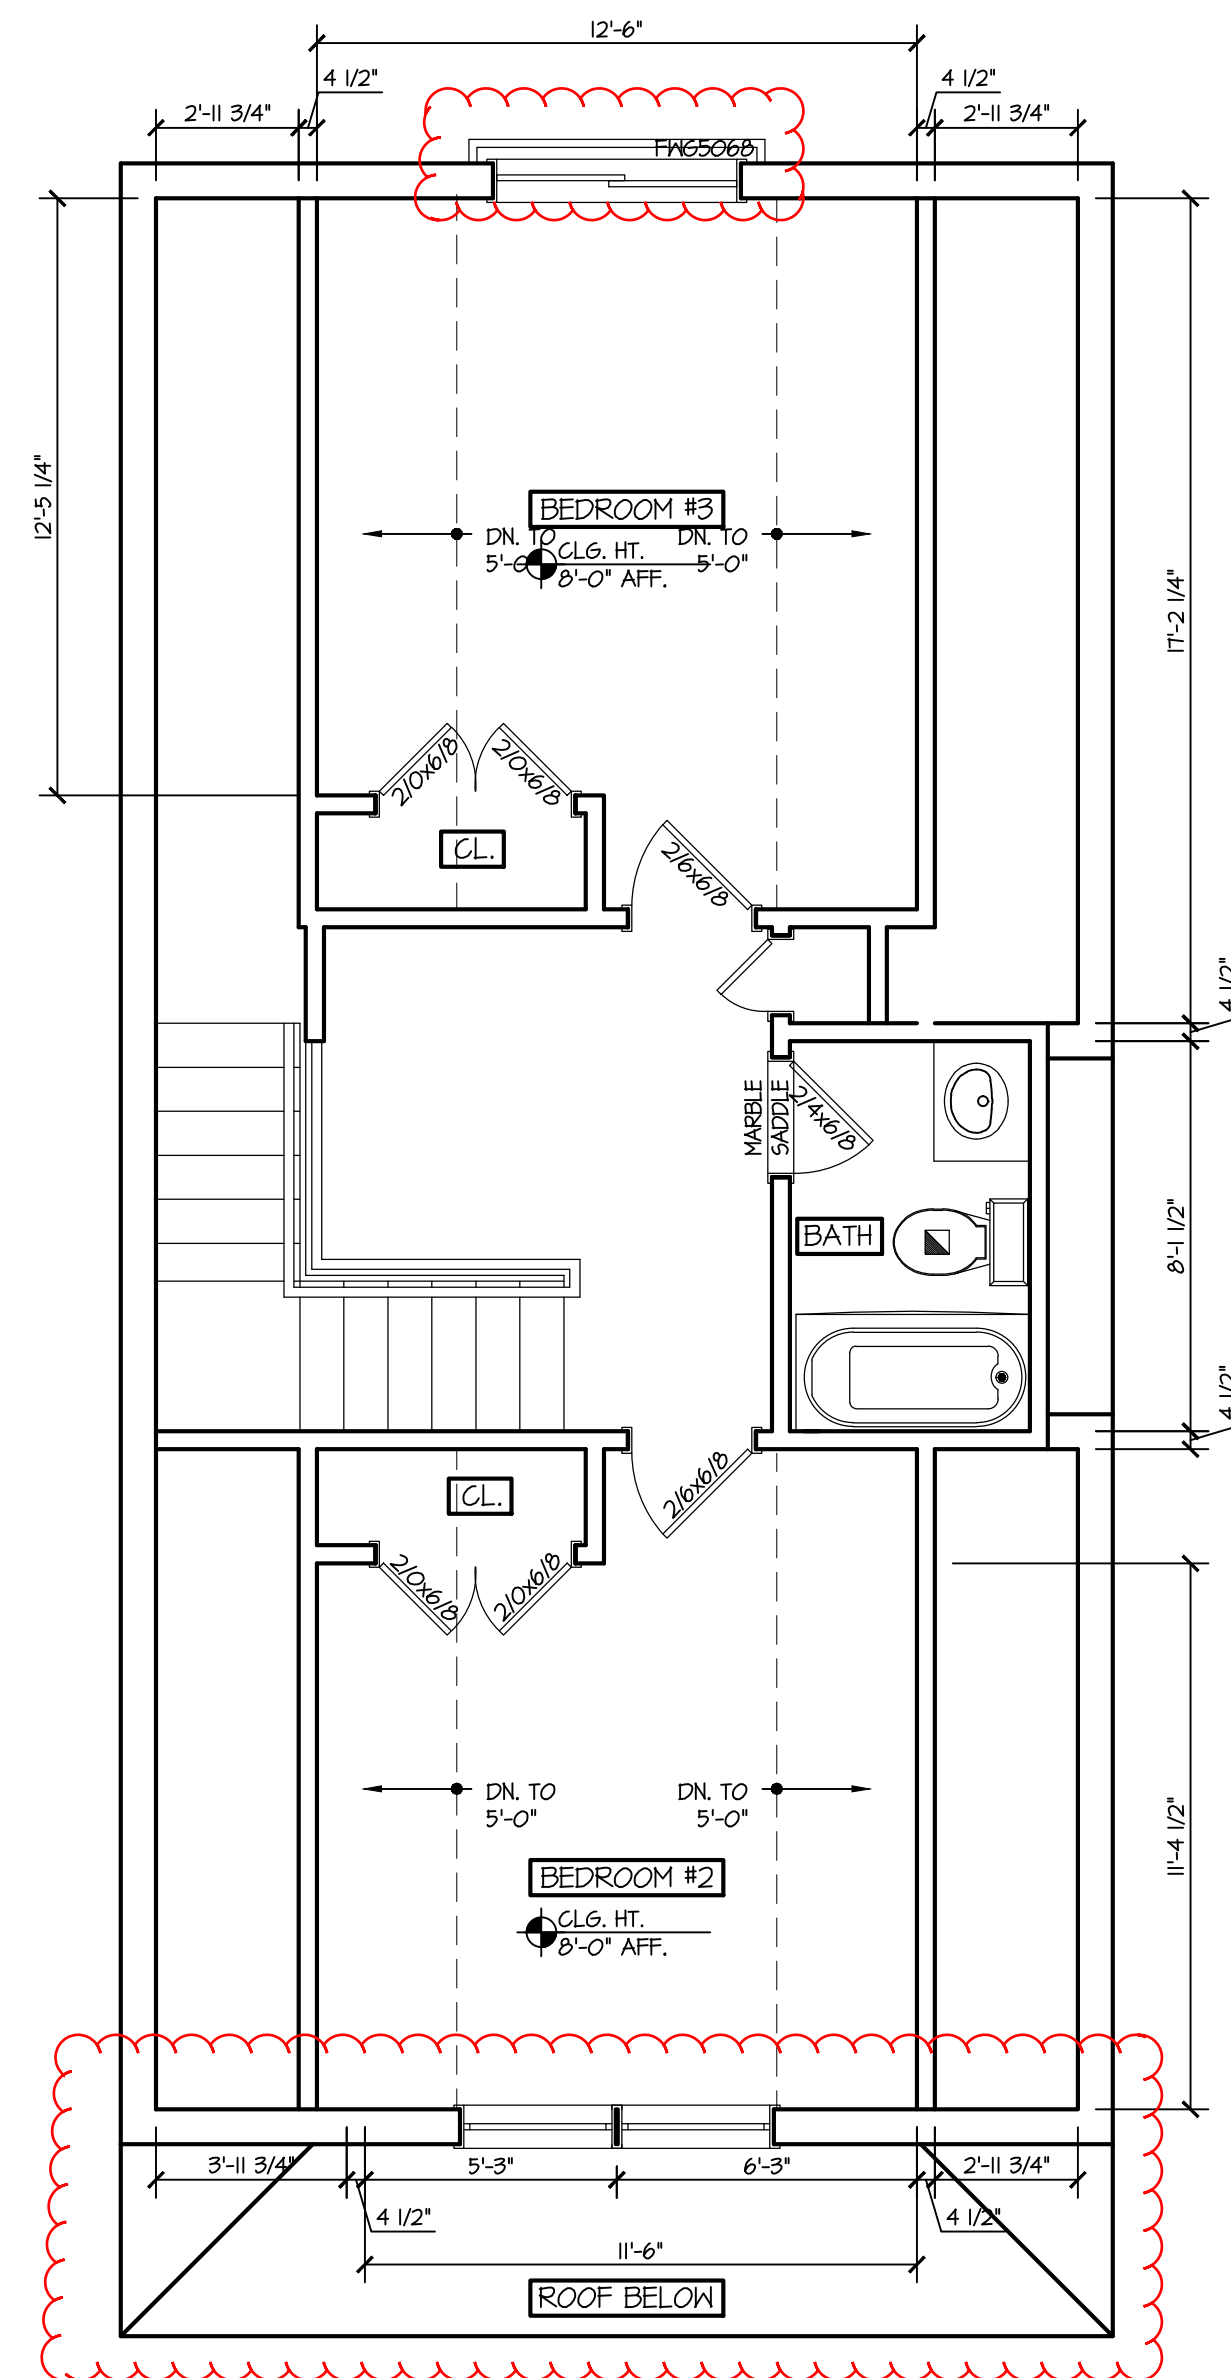 12'-6"
4 1/2"
4 1/2"
2'-11 3/4"
2'-11 3/4"
FWG5068
12'-5 1/4"
BEDROOM #3
DN. TO
5'-0"
DN. TO
5'-0"
CLG. HT.
8'-0" AFF.
17'-2 1/4"
2/0x6/8
2/0x6/8
CL.
2/6x6/8
4 1/2"
MARBLE
SADDLE
2/4x6/8
BATH
8'-1 1/2"
4 1/2"
CL.
2/6x6/8
2/0x6/8
2/0x6/8
DN. TO
5'-0"
DN. TO
5'-0"
11'-4 1/2"
BEDROOM #2
CLG. HT.
8'-0" AFF.
3'-11 3/4"
5'-3"
6'-3"
2'-11 3/4"
4 1/2"
4 1/2"
11'-6"
ROOF BELOW